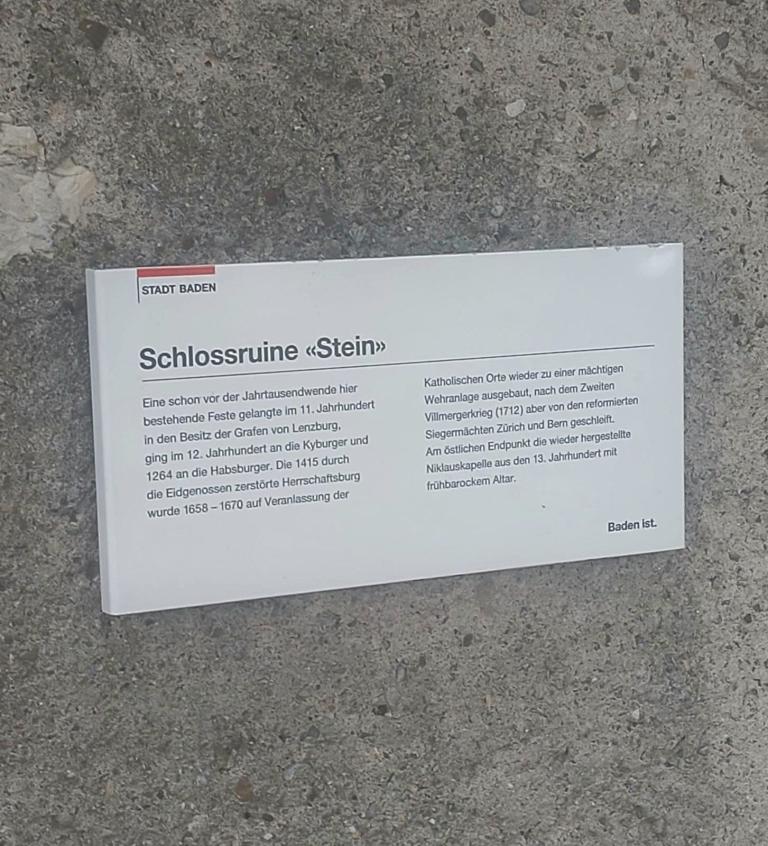 STADT BADEN
Schlossruine «Stein»
Eine schon vor der Jahrtausendwende hier
bestehende Feste gelangte im 11. Jahrhundert
in den Besitz der Grafen von Lenzburg,
ging im 12. Jahrhundert an die Kyburger und
1264 an die Habsburger. Die 1415 durch
die Eidgenossen zerstörte Herrschaftsburg
wurde 1658 – 1670 auf Veranlassung der
Katholischen Orte wieder zu einer mächtigen
Wehranlage ausgebaut, nach dem Zweiten
Villmergerkrieg (1712) aber von den reformierten
Siegermächten Zürich und Bern geschleift.
Am östlichen Endpunkt die wieder hergestellte
Niklauskapelle aus den 13. Jahrhundert mit
frühbarockem Altar.
Baden ist.